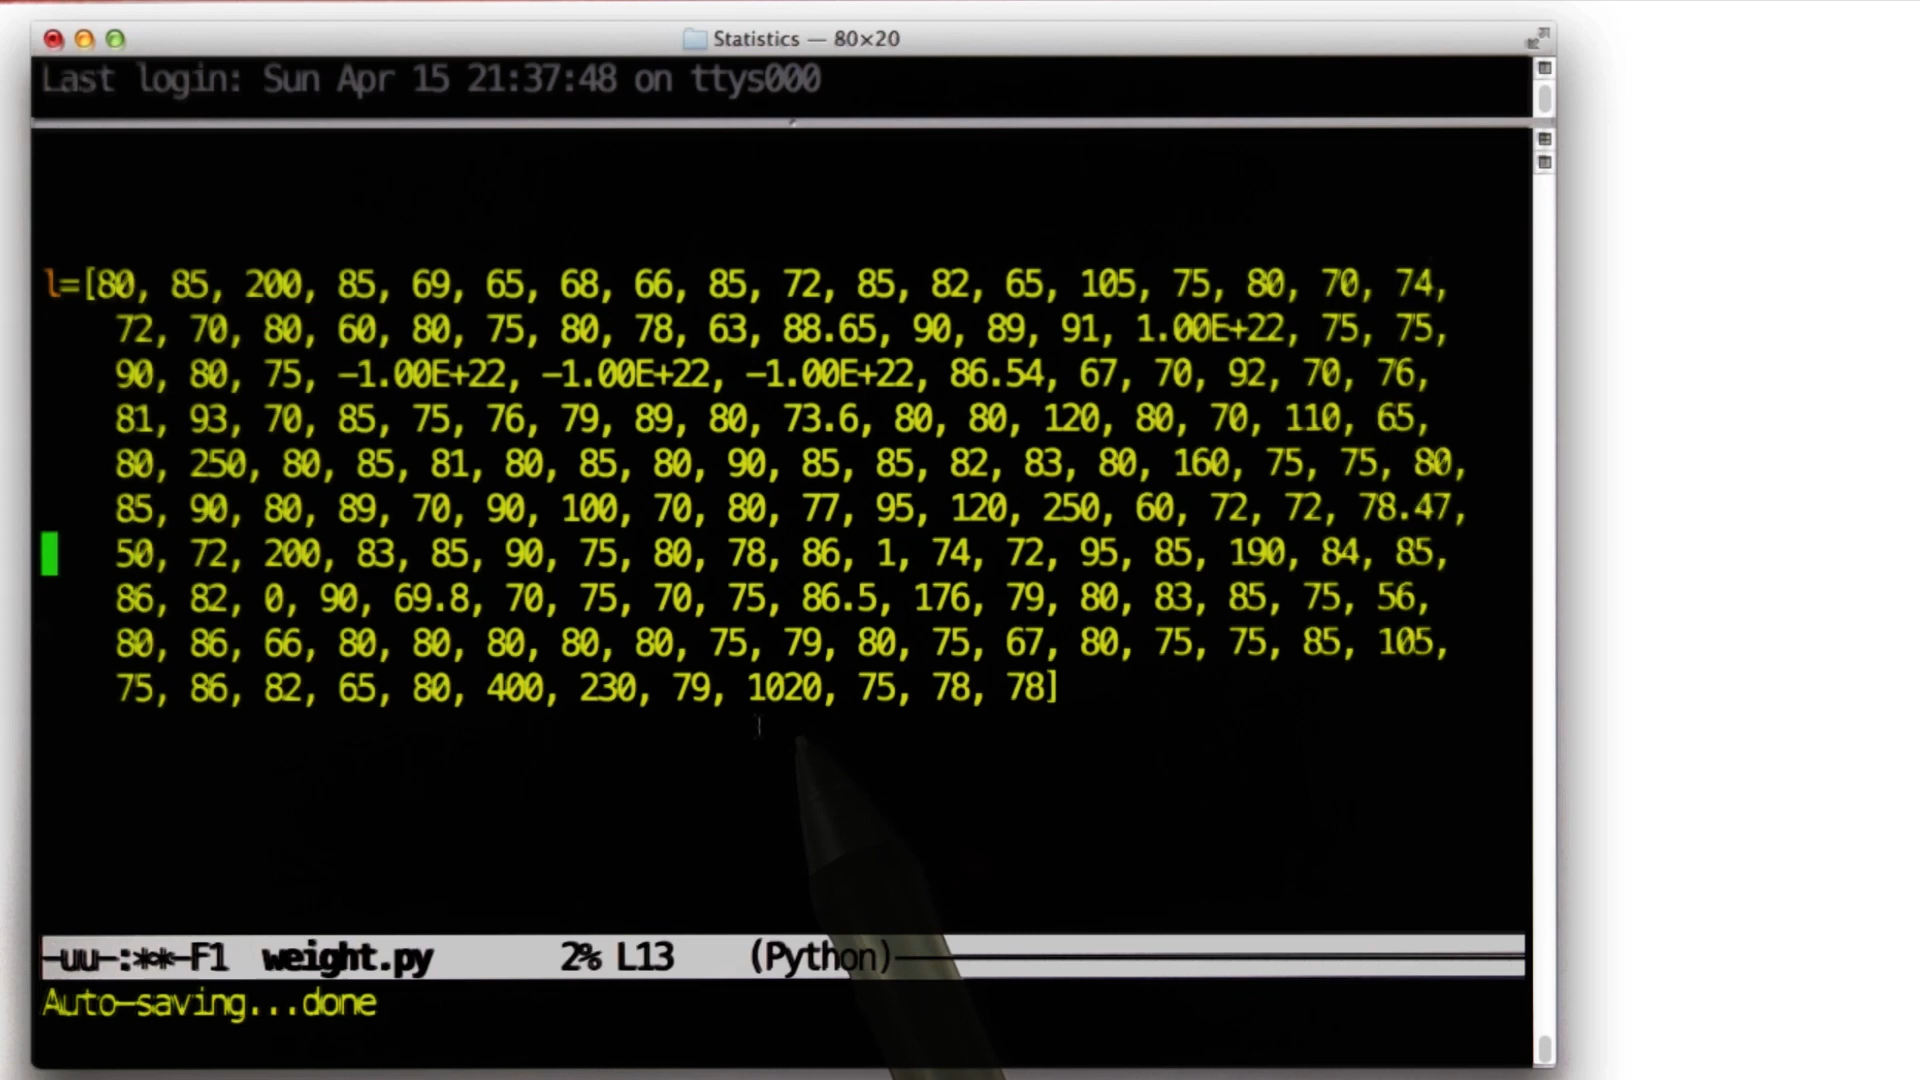 Statistics — 80×20
Last login: Sun Apr 15 21:37:48 on ttys000
l=[80, 85, 200, 85, 69, 65, 68, 66, 85, 72, 85, 82, 65, 105, 75, 80, 70, 74,
72, 70, 80, 60, 80, 75, 80, 78, 63, 88.65, 90, 89, 91, 1.00E+22, 75, 75,
90, 80, 75, -1.00E+22, -1.00E+22, -1.00E+22, 86.54, 67, 70, 92, 70, 76,
81, 93, 70, 85, 75, 76, 79, 89, 80, 73.6, 80, 80, 120, 80, 70, 110, 65,
80, 250, 80, 85, 81, 80, 85, 80, 90, 85, 85, 82, 83, 80, 160, 75, 75, 80,
85, 90, 80, 89, 70, 90, 100, 70, 80, 77, 95, 120, 250, 60, 72, 72, 78.47,
50, 72, 200, 83, 85, 90, 75, 80, 78, 86, 1, 74, 72, 95, 85, 190, 84, 85,
86, 82, 0, 90, 69.8, 70, 75, 70, 75, 86.5, 176, 79, 80, 83, 85, 75, 56,
80, 86, 66, 80, 80, 80, 80, 80, 75, 79, 80, 75, 67, 80, 75, 75, 85, 105,
75, 86, 82, 65, 80, 400, 230, 79, 1020, 75, 78, 78]
-uu-:**-F1 weight.py 2% L13 (Python)
Auto-saving...done